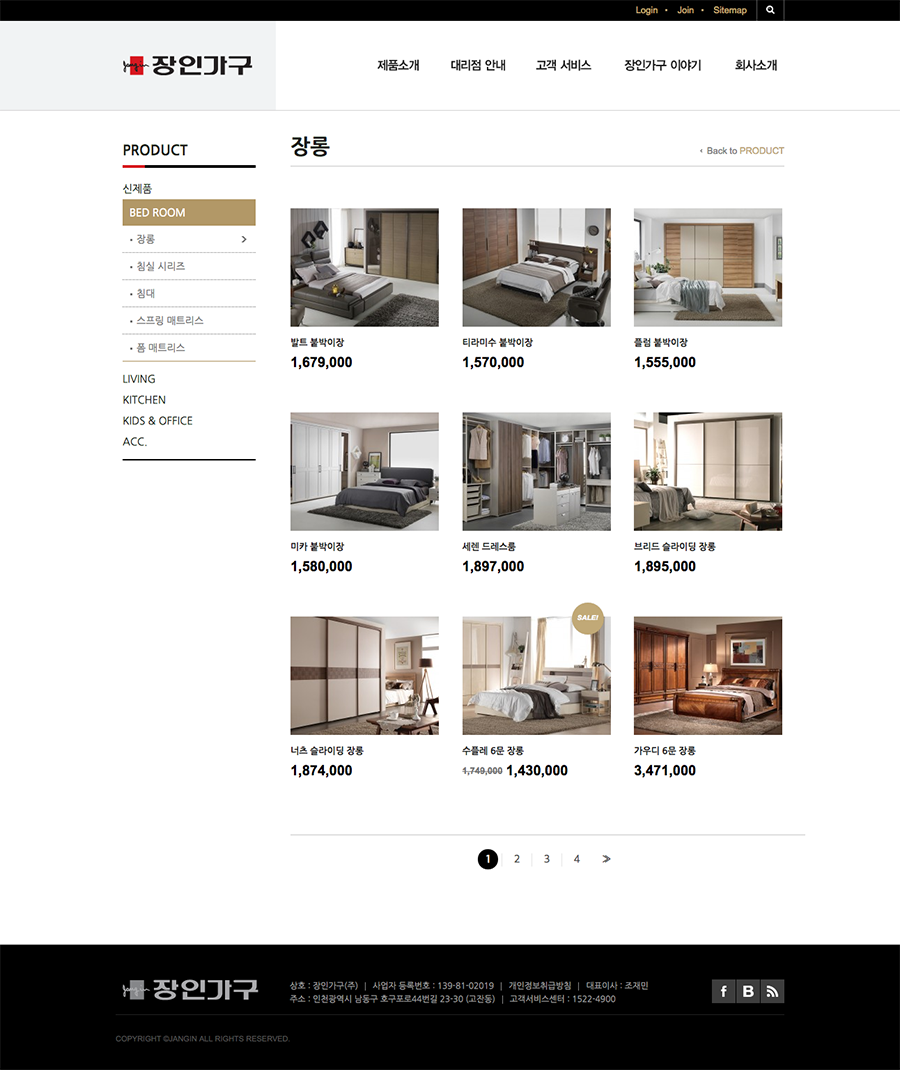 Login • Join • Sitemap
jangin 장인가구
제품소개 대리점 안내 고객 서비스 장인가구 이야기 회사소개
PRODUCT
신제품
BED ROOM
• 장롱
• 침실 시리즈
• 침대
• 스프링 매트리스
• 폼 매트리스
LIVING
KITCHEN
KIDS & OFFICE
ACC.
장롱
Back to PRODUCT
발트 붙박이장
1,679,000
티라미수 붙박이장
1,570,000
플럼 붙박이장
1,555,000
미카 붙박이장
1,580,000
세렌 드레스룸
1,897,000
브리드 슬라이딩 장롱
1,895,000
너츠 슬라이딩 장롱
1,874,000
SALE!
수플레 6문 장롱
1,749,000 1,430,000
가우디 6문 장롱
3,471,000
1 2 3 4 ≫
jangin 장인가구
상호 : 장인가구(주) | 사업자 등록번호 : 139-81-02019 | 개인정보취급방침 | 대표이사 : 조재민
주소 : 인천광역시 남동구 호구포로44번길 23-30 (고잔동) | 고객서비스센터 : 1522-4900
f B
COPYRIGHT ©JANGIN ALL RIGHTS RESERVED.